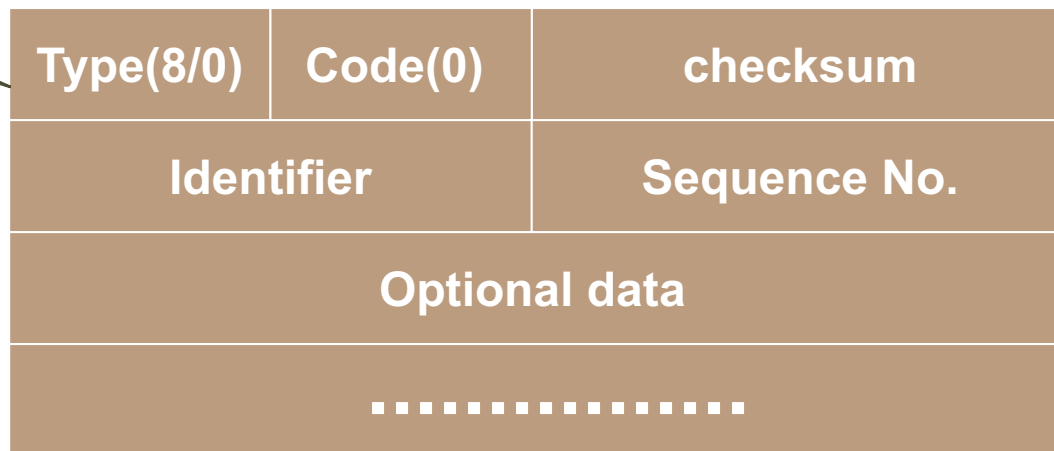 Type(8/0) Code(0) checksum
Identifier Sequence No.
Optional data
................